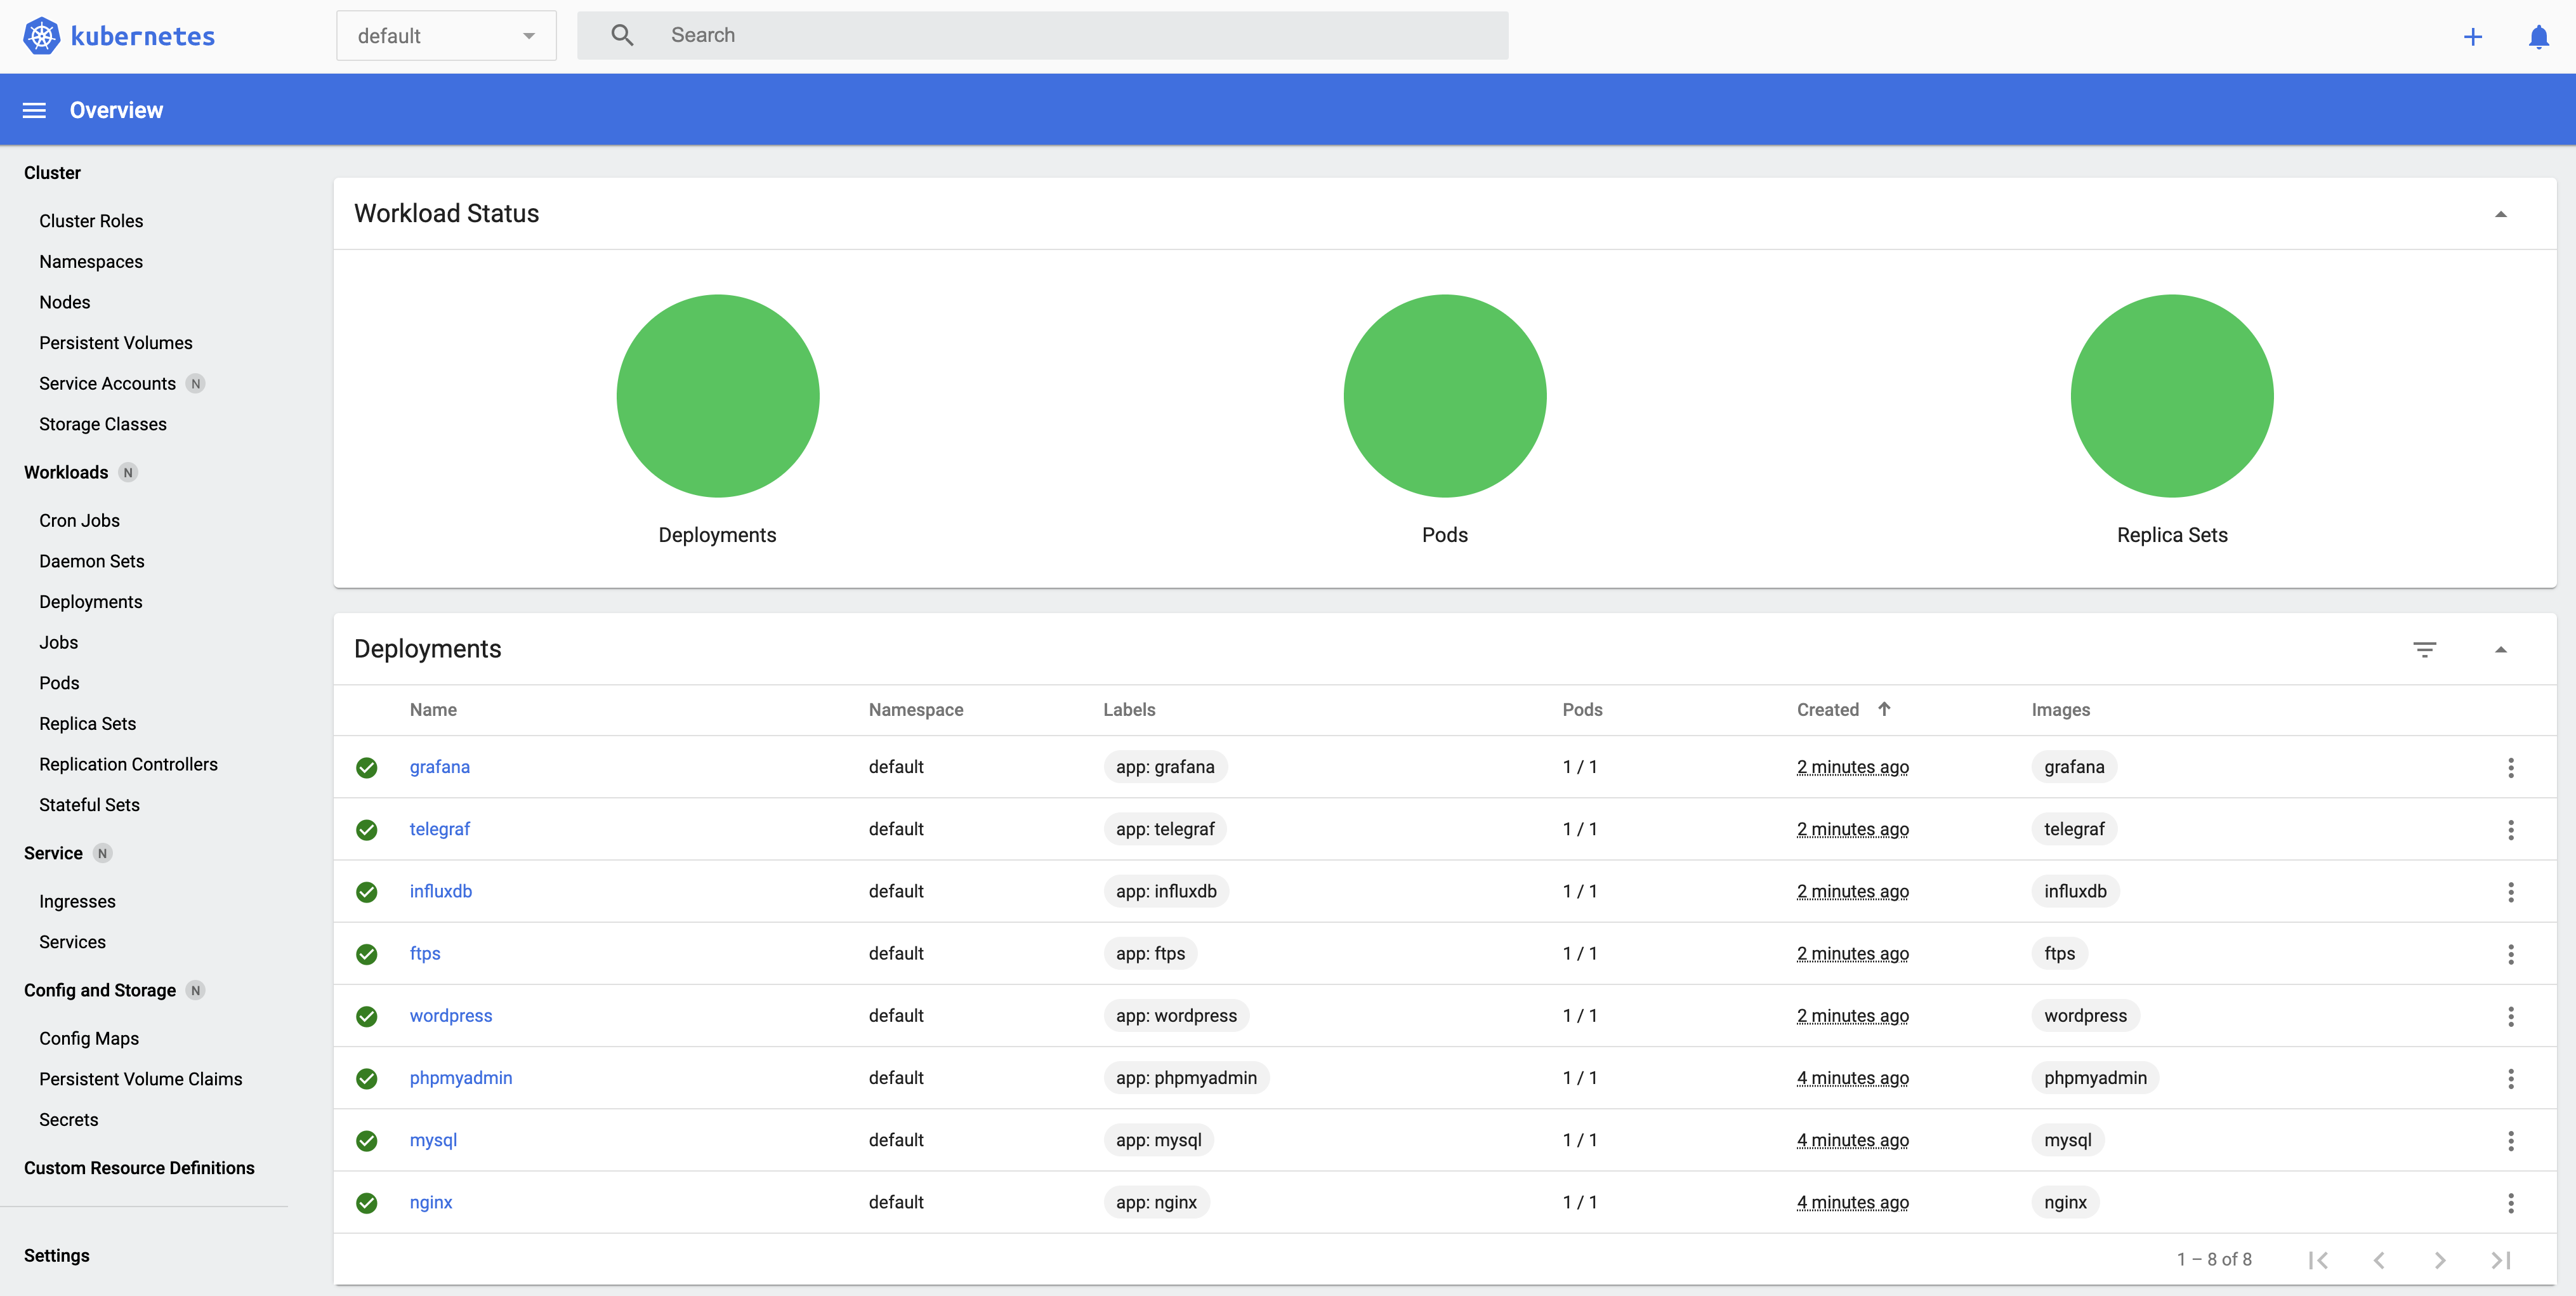 kubernetes
default
Search
Overview
Cluster
Cluster Roles
Namespaces
Nodes
Persistent Volumes
Service Accounts N
Storage Classes
Workloads N
Cron Jobs
Daemon Sets
Deployments
Jobs
Pods
Replica Sets
Replication Controllers
Stateful Sets
Service N
Ingresses
Services
Config and Storage N
Config Maps
Persistent Volume Claims
Secrets
Custom Resource Definitions
Settings
Workload Status
Deployments Pods Replica Sets
Deployments
Name Namespace Labels Pods Created Images
grafana default app: grafana 1 / 1 2 minutes ago grafana
telegraf default app: telegraf 1 / 1 2 minutes ago telegraf
influxdb default app: influxdb 1 / 1 2 minutes ago influxdb
ftps default app: ftps 1 / 1 2 minutes ago ftps
wordpress default app: wordpress 1 / 1 2 minutes ago wordpress
phpmyadmin default app: phpmyadmin 1 / 1 4 minutes ago phpmyadmin
mysql default app: mysql 1 / 1 4 minutes ago mysql
nginx default app: nginx 1 / 1 4 minutes ago nginx
1 – 8 of 8